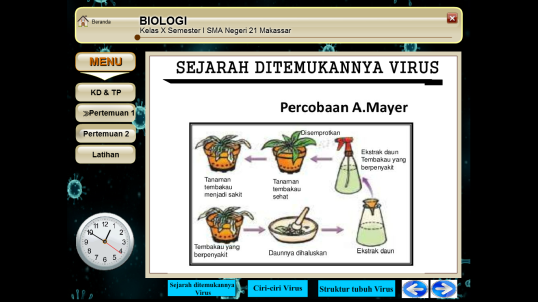 Beranda
BIOLOGI
Kelas X Semester I SMA Negeri 21 Makassar
MENU
KD & TP
Pertemuan 1
Pertemuan 2
Latihan
SEJARAH DITEMUKANNYA VIRUS
Percobaan A.Mayer
Disemprotkan
Ekstrak daun
Tembakau yang
berpenyakit
Tanaman
tembakau
menjadi sakit
Tanaman
tembakau
sehat
Tembakau yang
berpenyakit
Daunnya dihaluskan
Ekstrak daun
12
1
2
3
4
5
6
7
8
9
10
11
Sejarah ditemukannya
Virus
Ciri-ciri Virus
Struktur tubuh Virus